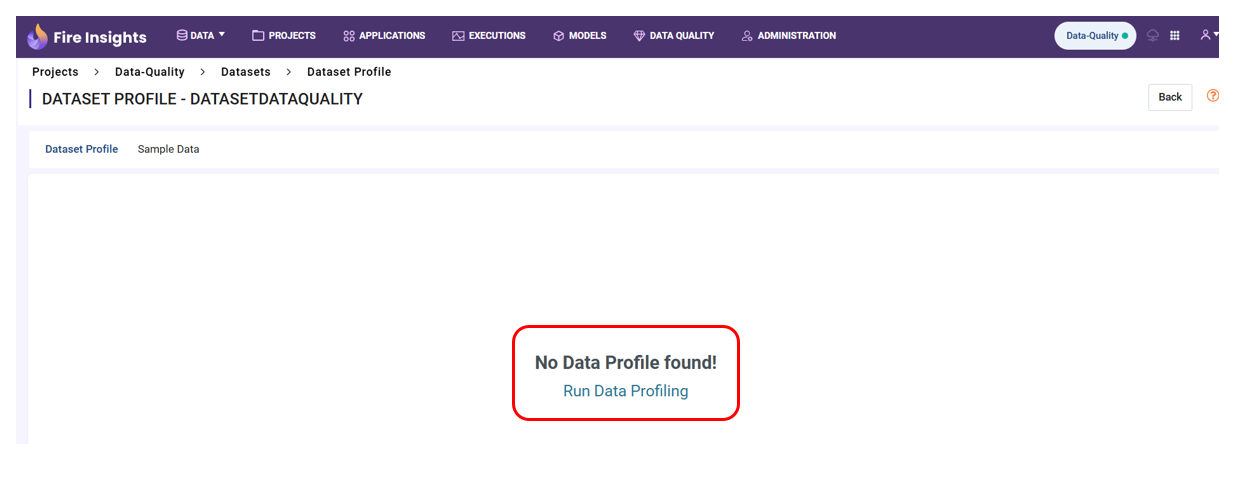 Fire Insights DATA PROJECTS APPLICATIONS EXECUTIONS MODELS DATA QUALITY ADMINISTRATION Data-Quality
Projects > Data-Quality > Datasets > Dataset Profile
DATASET PROFILE - DATASETDATAQUALITY
Back ?
Dataset Profile Sample Data
No Data Profile found!
Run Data Profiling